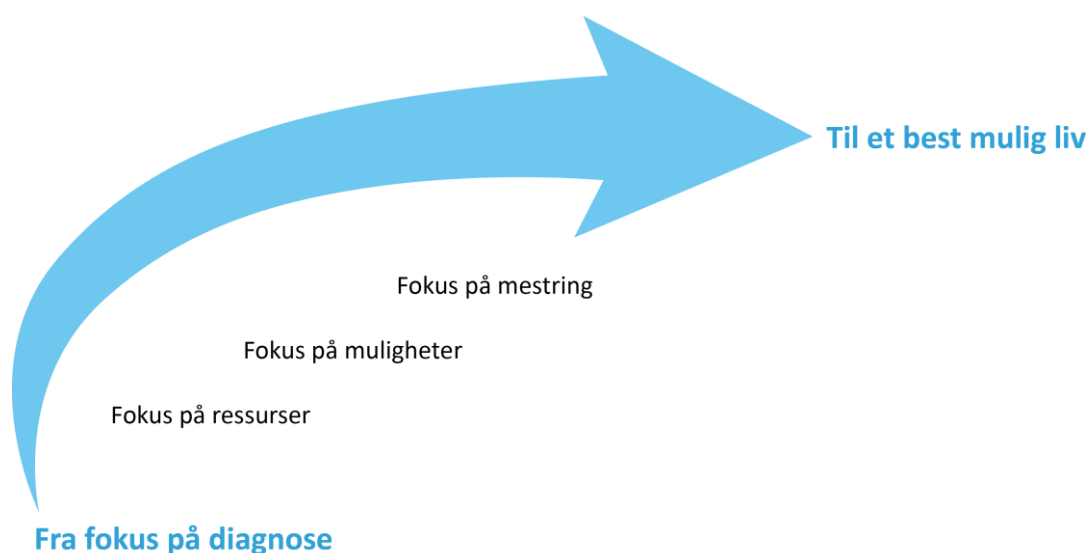 Til et best mulig liv
Fokus på mestring
Fokus på muligheter
Fokus på ressurser
Fra fokus på diagnose